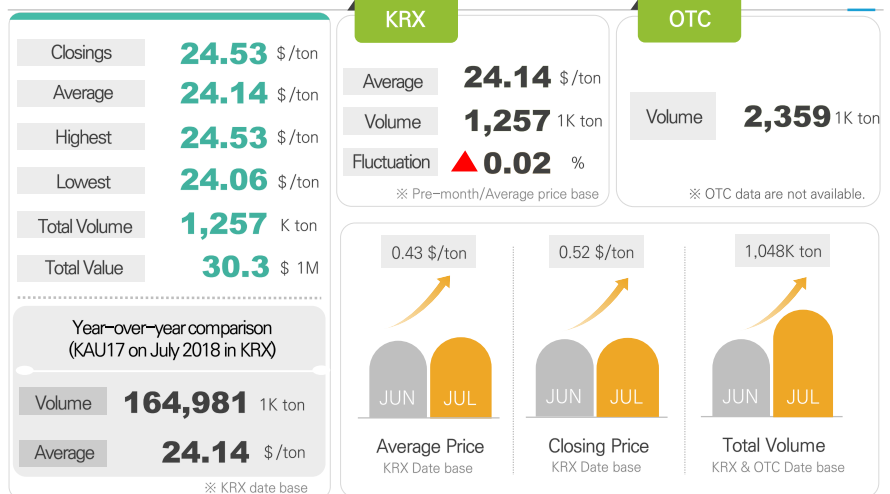 Closings 24.53 $/ton
Average 24.14 $/ton
Highest 24.53 $/ton
Lowest 24.06 $/ton
Total Volume 1,257 K ton
Total Value 30.3 $ 1M
Year-over-year comparison
(KAU17 on July 2018 in KRX)
Volume 164,981 1K ton
Average 24.14 $/ton
※ KRX date base
KRX
Average 24.14 $/ton
Volume 1,257 1K ton
Fluctuation ▲ 0.02 %
※ Pre-month/Average price base
OTC
Volume 2,359 1K ton
※ OTC data are not available.
0.43 $/ton
JUN JUL
Average Price
KRX Date base
0.52 $/ton
JUN JUL
Closing Price
KRX Date base
1,048K ton
JUN JUL
Total Volume
KRX & OTC Date base